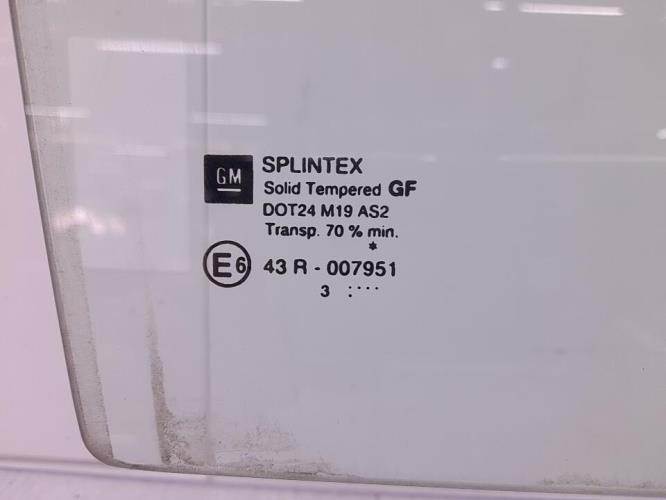 GM
SPLINTEX
Solid Tempered GF
DOT24 M19 AS2
Transp. 70 % min.
*
E6 43 R - 007951
3 :····